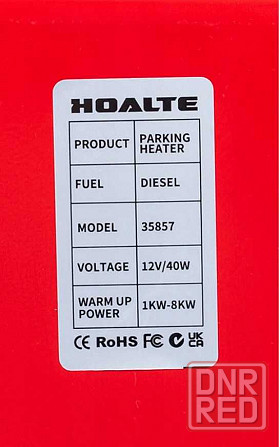 HOALTE
PRODUCT PARKING HEATER
FUEL DIESEL
MODEL 35857
VOLTAGE 12V/40W
WARM UP POWER 1KW-8KW
CE RoHS FC UK CA
DNR
RED